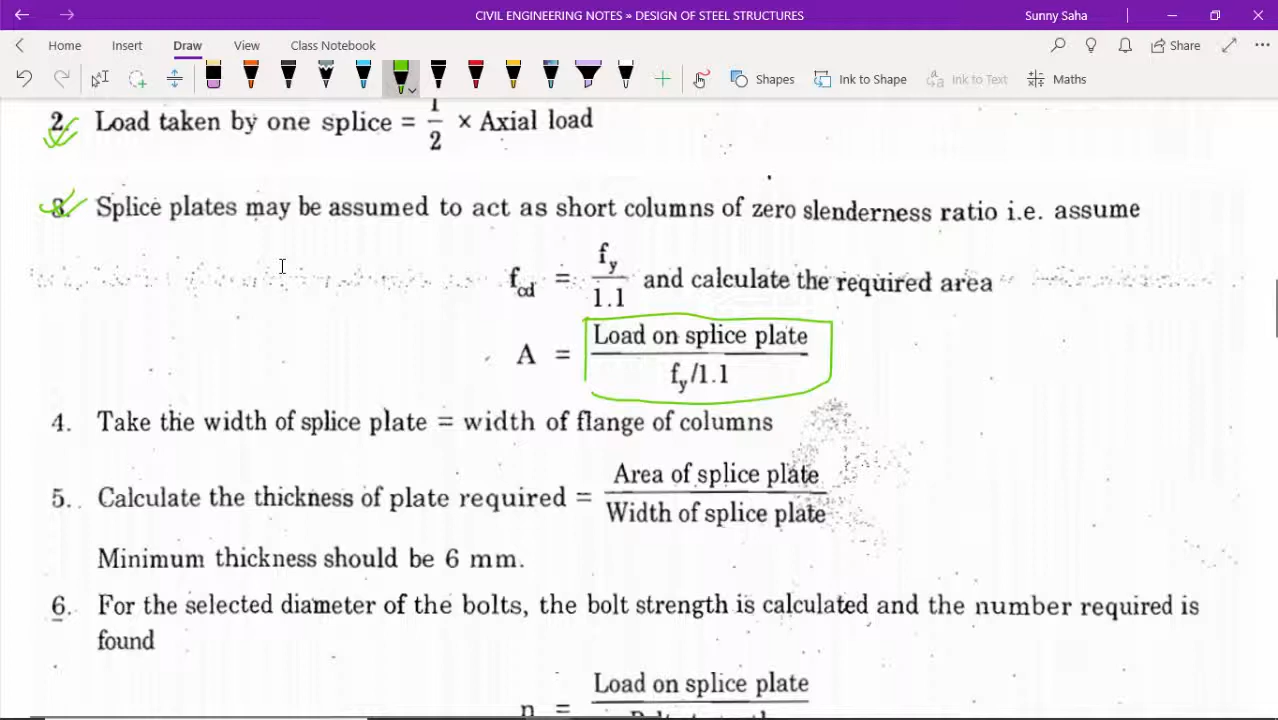 CIVIL ENGINEERING NOTES » DESIGN OF STEEL STRUCTURES
Sunny Saha
Home Insert Draw View Class Notebook
Share
Shapes Ink to Shape Ink to Text Maths
2. Load taken by one splice = 1/2 × Axial load
3. Splice plates may be assumed to act as short columns of zero slenderness ratio i.e. assume
fcd = fy/1.1 and calculate the required area
A = Load on splice plate / fy/1.1
4. Take the width of splice plate = width of flange of columns
5. Calculate the thickness of plate required = Area of splice plate / Width of splice plate
Minimum thickness should be 6 mm.
6. For the selected diameter of the bolts, the bolt strength is calculated and the number required is
found
n = Load on splice plate